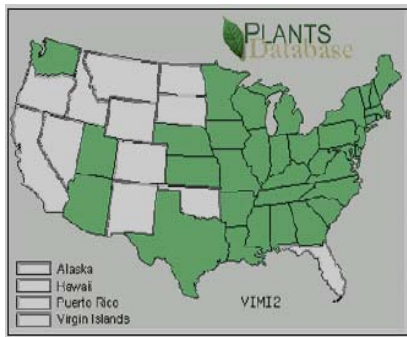 PLANTS
Database
Alaska
Hawaii
Puerto Rico
Virgin Islands
VIMI2